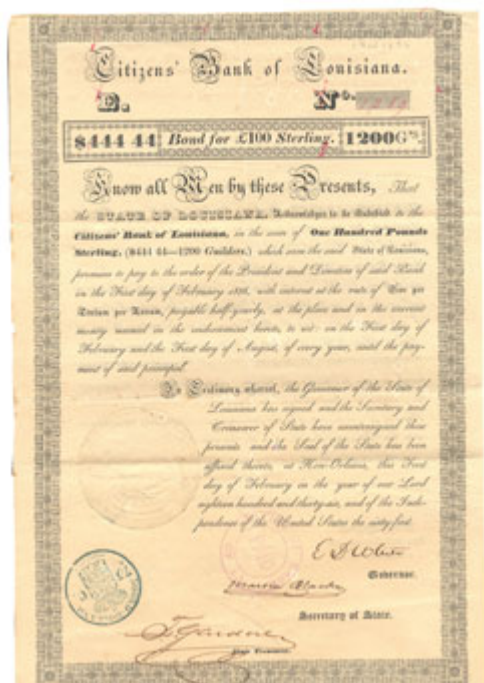 Citizens' Bank of Louisiana.
No.
$444 44 Bond for £100 Sterling. 1200 Gs.
Know all Men by these Presents, That
the STATE OF LOUISIANA, Acknowledges to be Indebted to the
Citizens' Bank of Louisiana, in the sum of One Hundred Pounds
Sterling, ($444 44—1200 Guilders,) which sum the said State of Louisiana,
promises to pay to the order of the President and Directors of said Bank
on the First day of February with interest at the rate of per
per Annum, payable half-yearly, at the place and in the current
money named in the endorsement hereto, to wit: on the First day of
February and the First day of August, of every year, until the pay-
ment of said principal.
In Testimony whereof, the Governor of the State of
Louisiana has signed and the Secretary and
Treasurer of State have countersigned these
presents and the Seal of the State has been
affixed thereto, at New-Orleans, this First
day of February in the year of our Lord
eighteen hundred and thirty-six, and of the Inde-
pendence of the United States the sixty-first.
E D White
Governor.
Secretary of State.